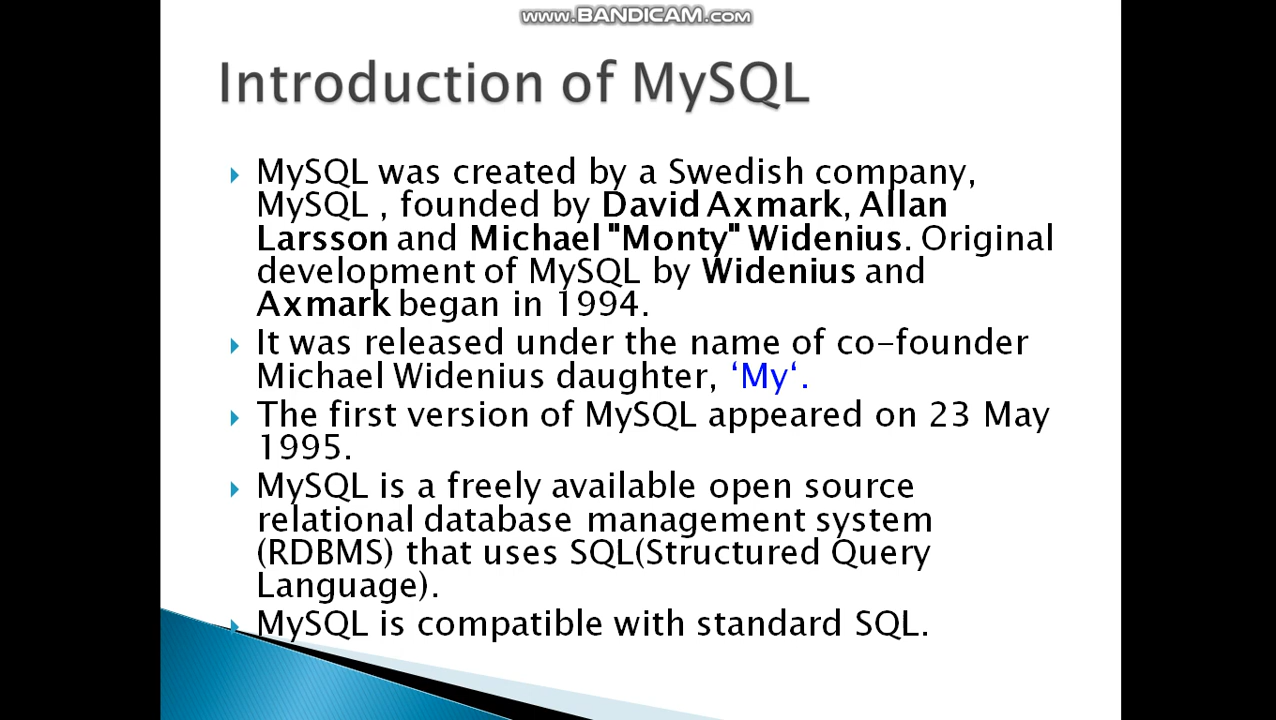 www.BANDICAM.com
Introduction of MySQL
MySQL was created by a Swedish company,
MySQL , founded by David Axmark, Allan
Larsson and Michael "Monty" Widenius. Original
development of MySQL by Widenius and
Axmark began in 1994.
It was released under the name of co-founder
Michael Widenius daughter, ‘My‘.
The first version of MySQL appeared on 23 May
1995.
MySQL is a freely available open source
relational database management system
(RDBMS) that uses SQL(Structured Query
Language).
MySQL is compatible with standard SQL.